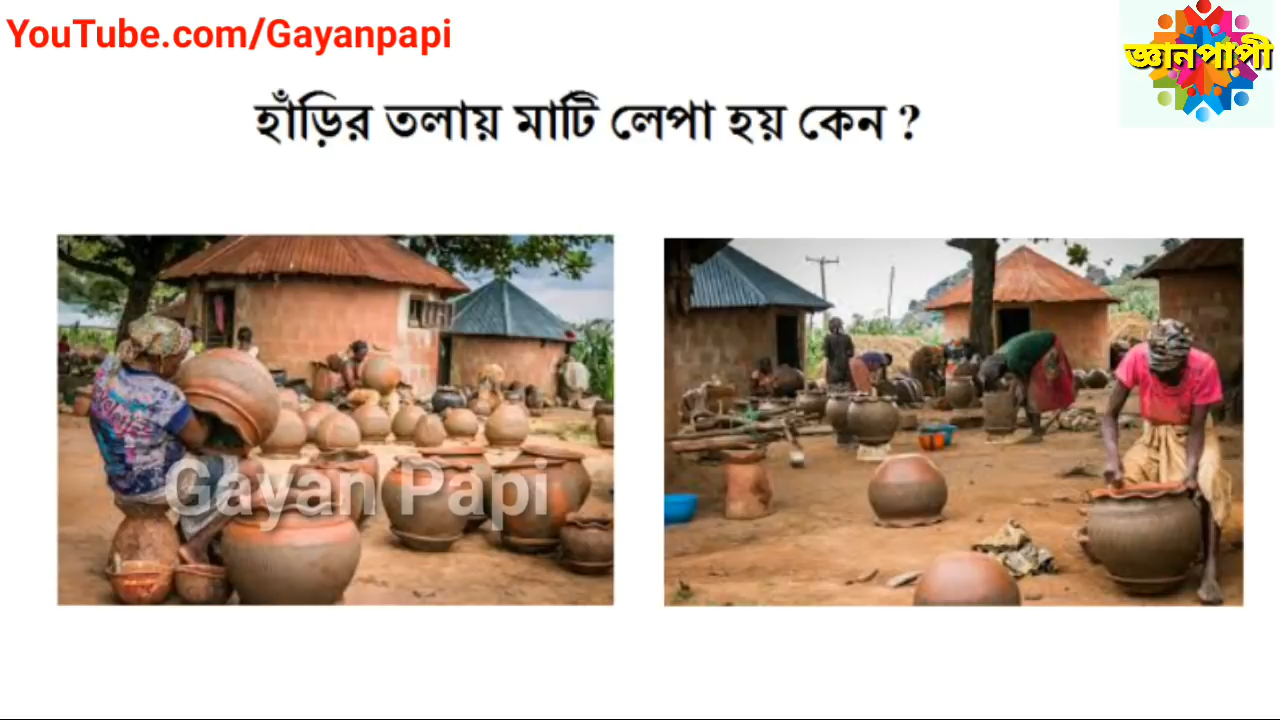 YouTube.com/Gayanpapi
জ্ঞানপাপী
হাঁড়ির তলায় মাটি লেপা হয় কেন ?
Gayan Papi